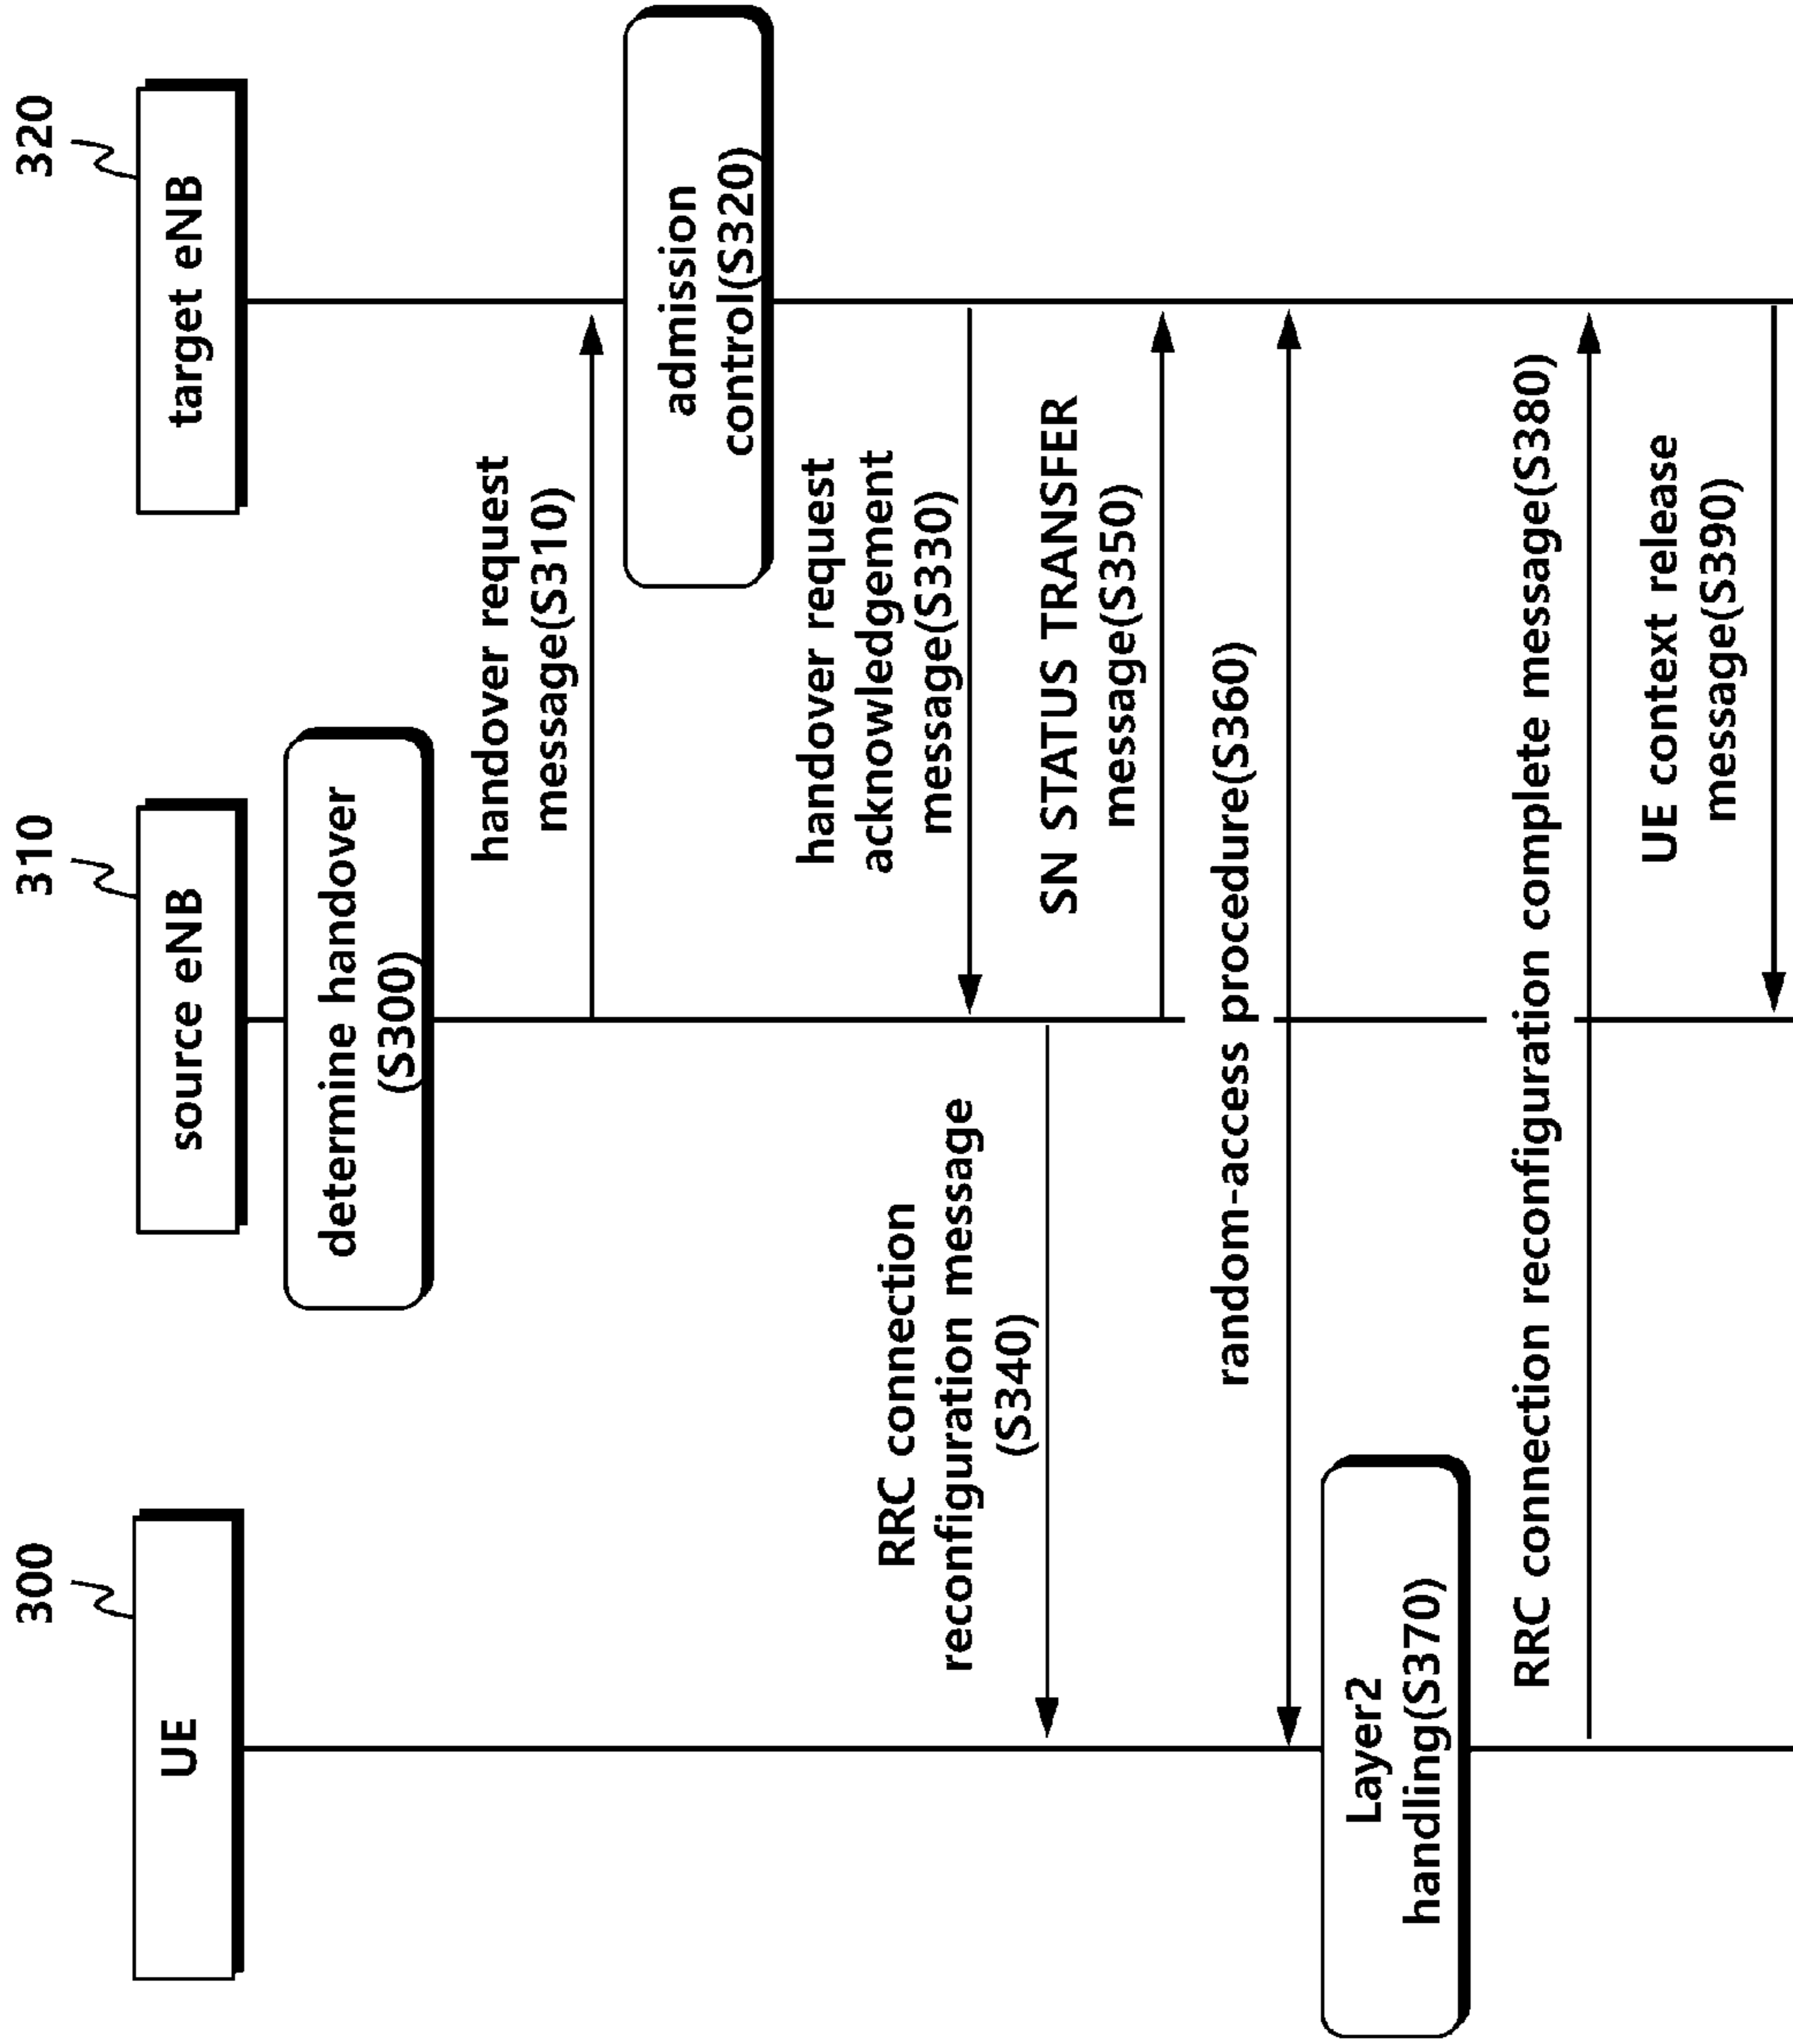 300
310
320
UE
source eNB
target eNB
determine handover
(S300)
handover request
message(S310)
admission
control(S320)
handover request
acknowledgement
message(S330)
RRC connection
reconfiguration message
(S340)
SN STATUS TRANSFER
message(S350)
random-access procedure(S360)
Layer2
handling(S370)
RRC connection reconfiguration complete message(S380)
UE context release
message(S390)